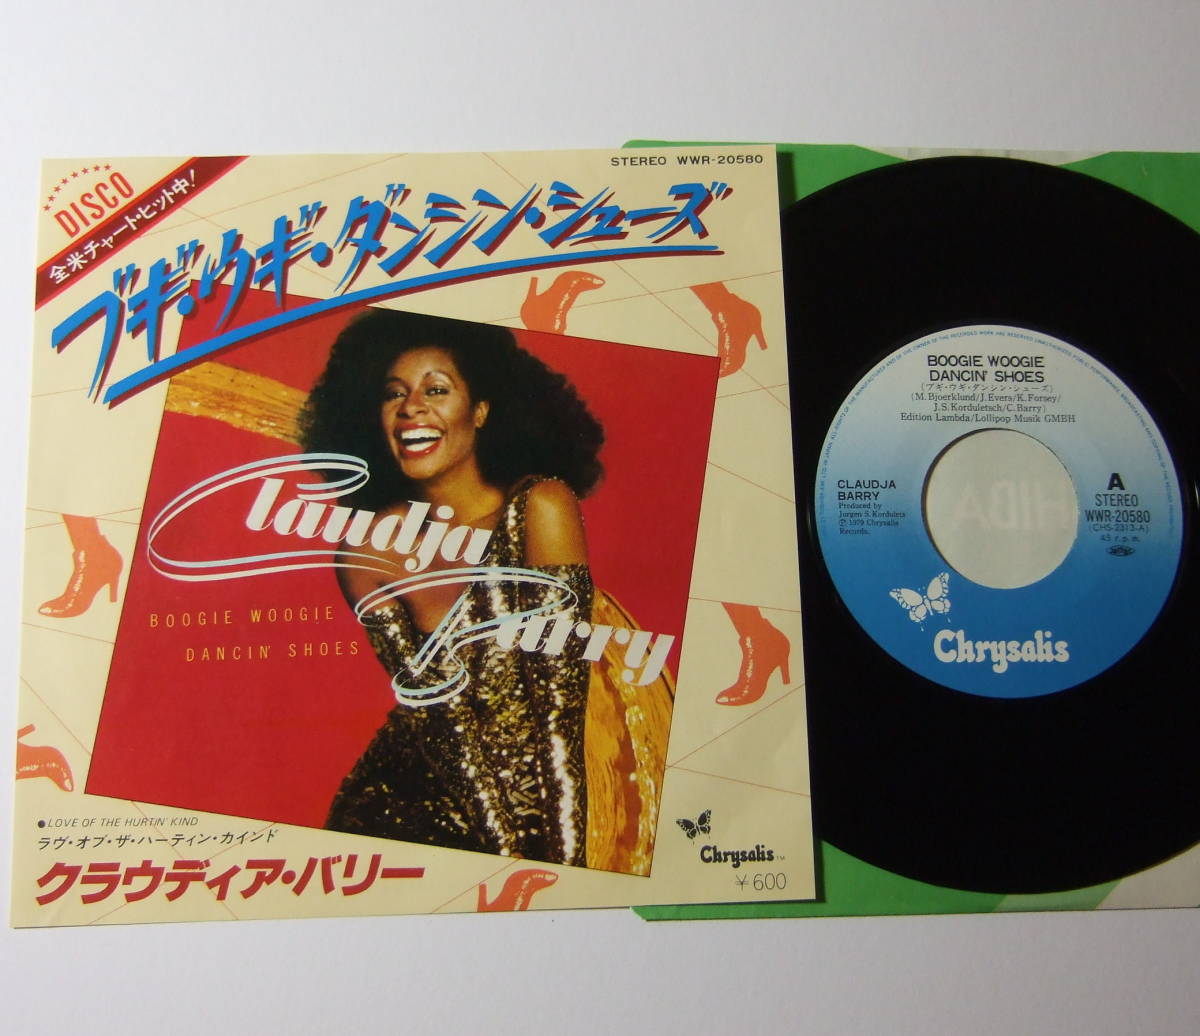 STEREO WWR-20580
DISCO
全米チャート・ヒット中!
ブギ・ウギ・ダンシン・シューズ
Claudja
Barry
BOOGIE WOOGIE
DANCIN' SHOES
●LOVE OF THE HURTIN' KIND
ラヴ・オブ・ザ・ハーティン・カインド
クラウディア・バリー
Chrysalis TM
¥600
BOOGIE WOOGIE
DANCIN' SHOES
(ブギ・ウギ・ダンシン・シューズ)
(M. Bjoerklund/J. Evers/K. Forsey/
J.S. Korduletsch/C. Barry)
Edition Lambda/Lollipop Musik GMBH
CLAUDJA
BARRY
Produced by
Jurgen S. Korduletsch
Ⓟ 1979 Chrysalis
Records.
A
STEREO
WWR-20580
(CHS-2313-A)
45 r.p.m.
Chrysalis